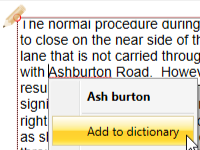 The normal procedure during
to close on the near side of th
lane that is not carried throug
with Ashburton Road. Howev
resu
signi
right
as sl
Ash burton
Add to dictionary